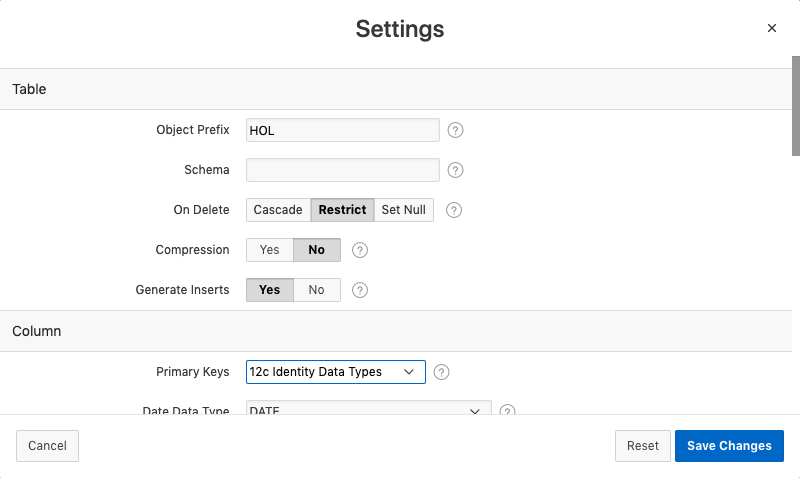 Settings
×
Table
Object Prefix HOL ?
Schema ?
On Delete Cascade Restrict Set Null ?
Compression Yes No ?
Generate Inserts Yes No ?
Column
Primary Keys 12c Identity Data Types ?
Date Data Type DATE ?
Cancel Reset Save Changes